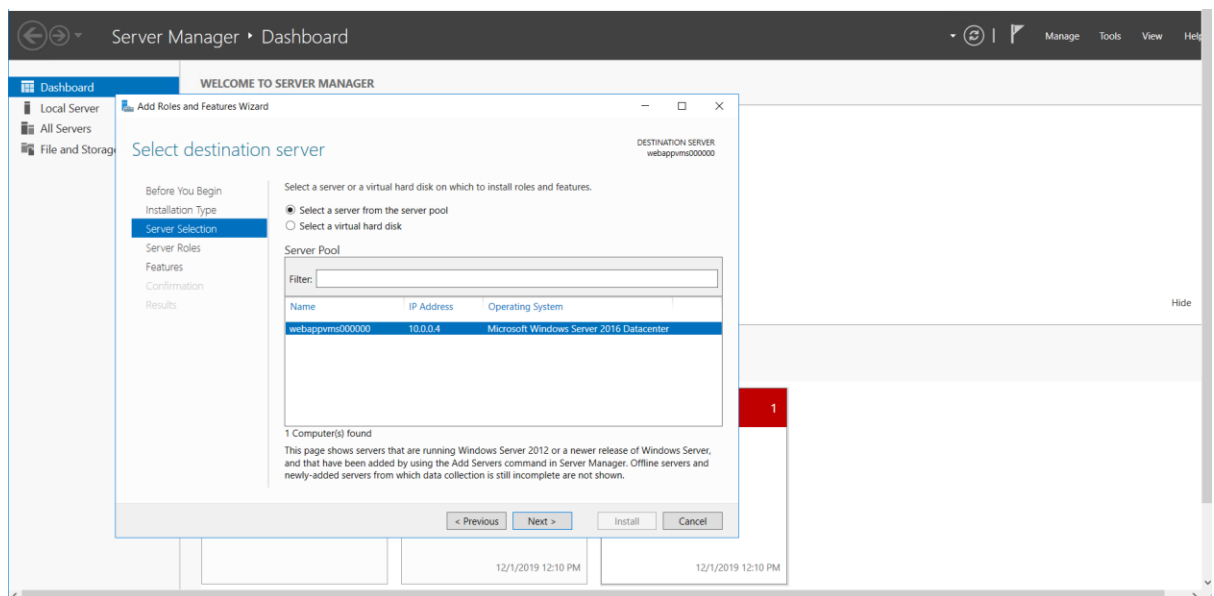 Server Manager ‣ Dashboard
Manage Tools View Help
Dashboard
Local Server
All Servers
File and Storag
WELCOME TO SERVER MANAGER
Add Roles and Features Wizard
Select destination server
DESTINATION SERVER
webappvms000000
Before You Begin
Installation Type
Server Selection
Server Roles
Features
Confirmation
Results
Select a server or a virtual hard disk on which to install roles and features.
Select a server from the server pool
Select a virtual hard disk
Server Pool
Filter:
Name IP Address Operating System
webappvms000000 10.0.0.4 Microsoft Windows Server 2016 Datacenter
1 Computer(s) found
This page shows servers that are running Windows Server 2012 or a newer release of Windows Server,
and that have been added by using the Add Servers command in Server Manager. Offline servers and
newly-added servers from which data collection is still incomplete are not shown.
< Previous Next > Install Cancel
Hide
1
12/1/2019 12:10 PM 12/1/2019 12:10 PM